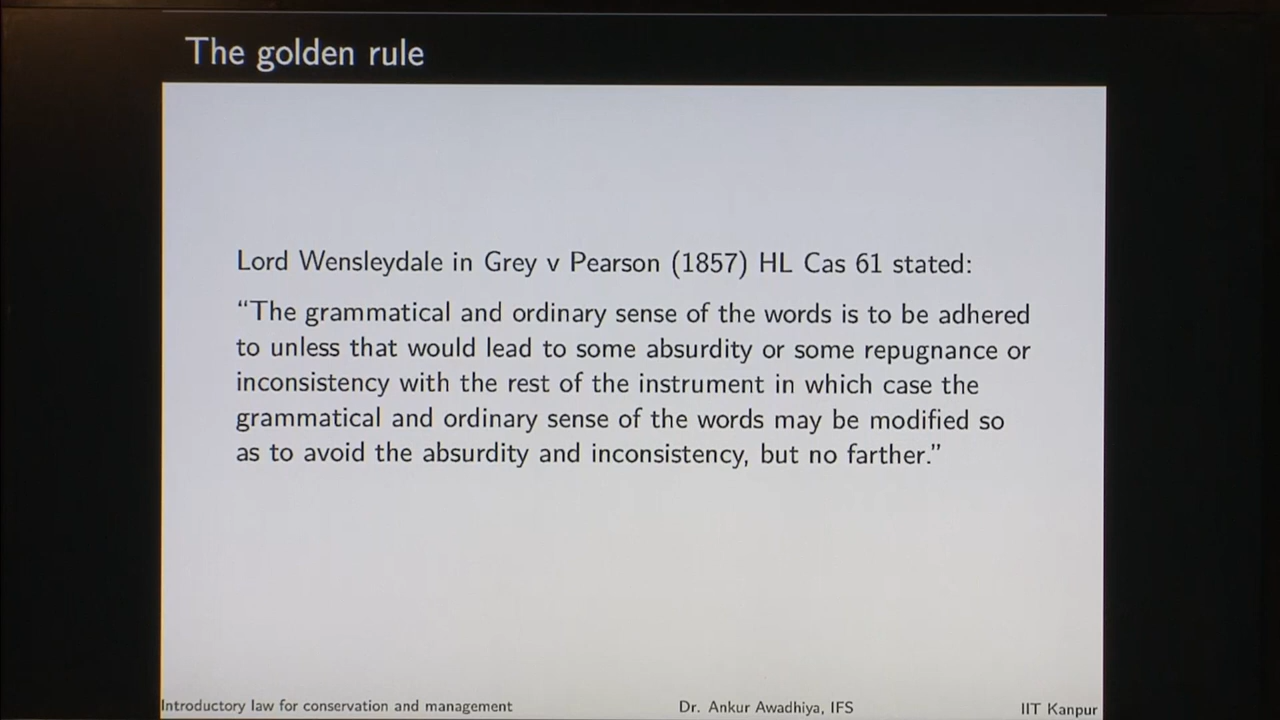 The golden rule
Lord Wensleydale in Grey v Pearson (1857) HL Cas 61 stated:
“The grammatical and ordinary sense of the words is to be adhered
to unless that would lead to some absurdity or some repugnance or
inconsistency with the rest of the instrument in which case the
grammatical and ordinary sense of the words may be modified so
as to avoid the absurdity and inconsistency, but no farther.”
Introductory law for conservation and management Dr. Ankur Awadhiya, IFS IIT Kanpur